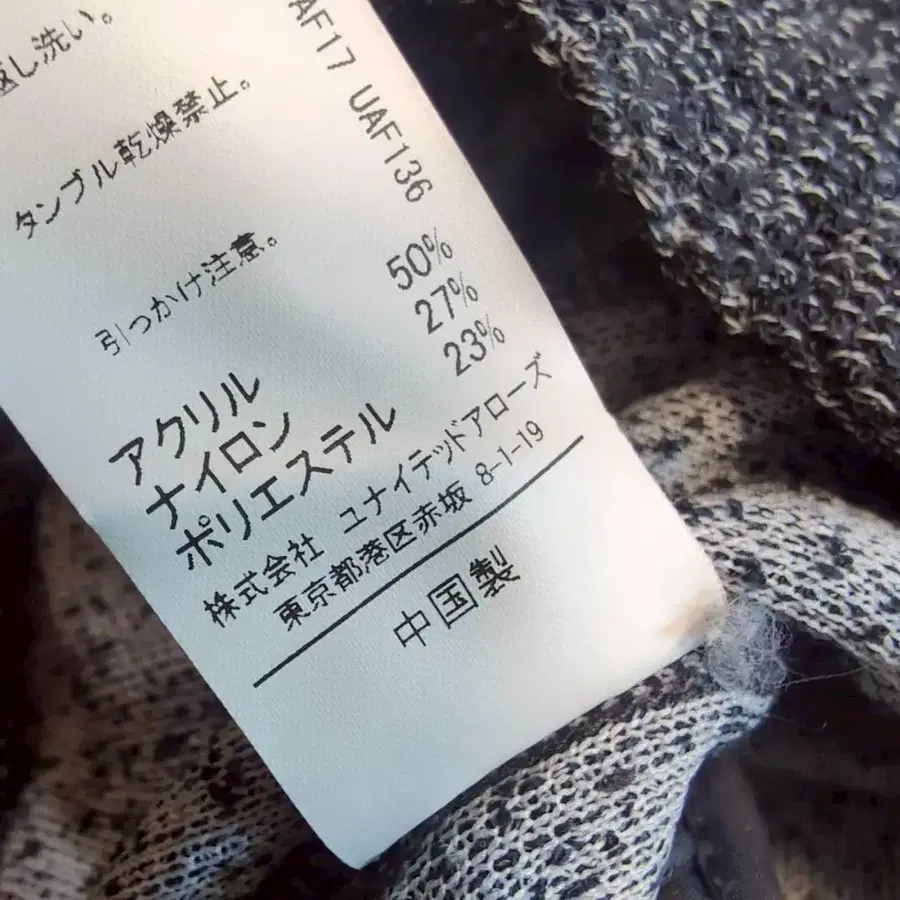 返し洗い。
タンブル乾燥禁止。
引っかけ注意。
AF17 UAF136
アクリル 50%
ナイロン 27%
ポリエステル 23%
株式会社 ユナイテッドアローズ
東京都港区赤坂 8-1-19
中国製